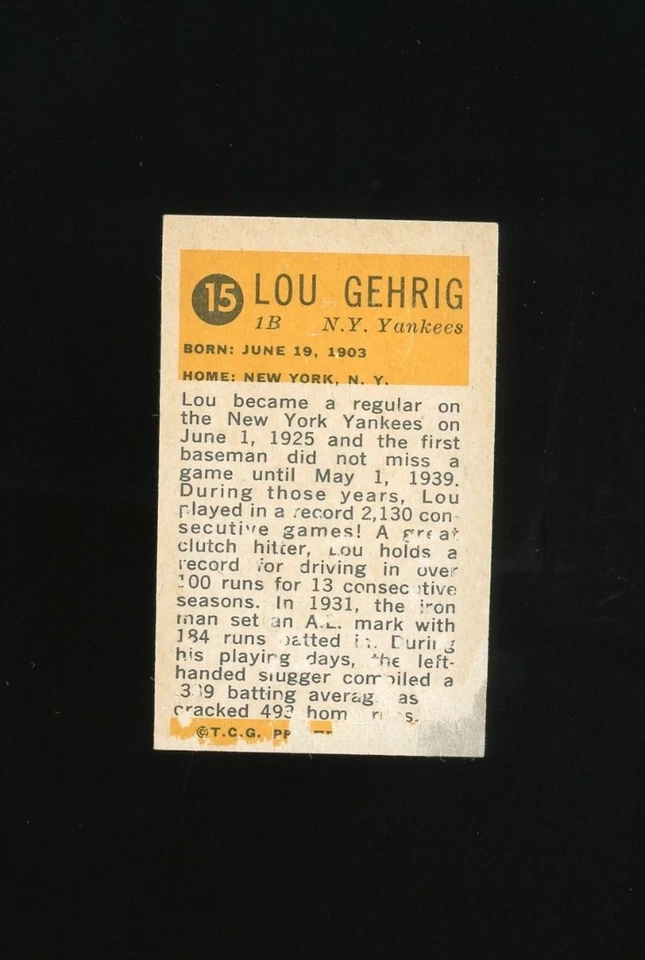 15 LOU GEHRIG
1B N.Y. Yankees
BORN: JUNE 19, 1903
HOME: NEW YORK, N. Y.
Lou became a regular on
the New York Yankees on
June 1, 1925 and the first
baseman did not miss a
game until May 1, 1939.
During those years, Lou
played in a record 2,130 con-
secutive games! A great
clutch hitter, Lou holds a
record for driving in over
100 runs for 13 consecutive
seasons. In 1931, the iron
man set an A.L. mark with
184 runs batted in. During
his playing days, the left-
handed slugger compiled a
batting as
cracked 493 home runs.
©T.C.G.